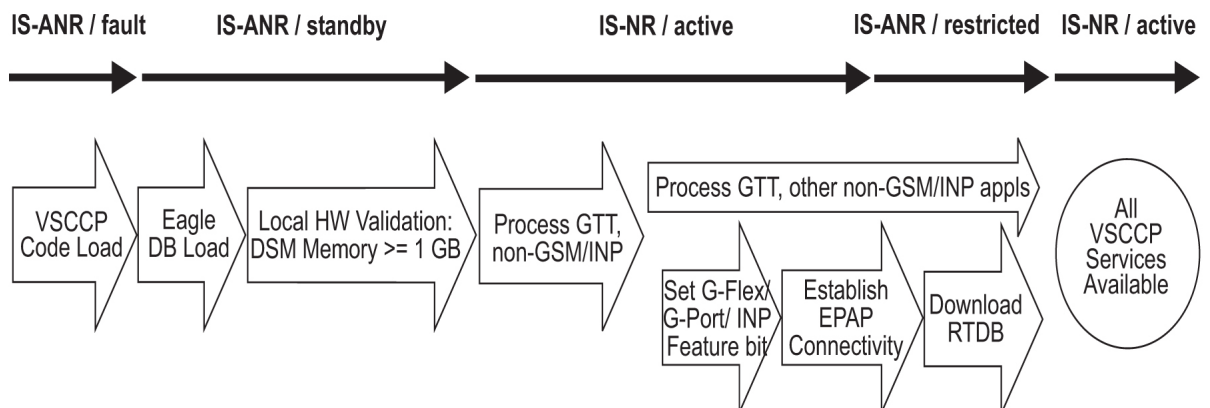 IS-ANR / fault
IS-ANR / standby
IS-NR / active
IS-ANR / restricted
IS-NR / active
VSCCP
Code Load
Eagle
DB Load
Local HW Validation:
DSM Memory >= 1 GB
Process GTT,
non-GSM/INP
Process GTT, other non-GSM/INP appls
Set G-Flex/
G-Port/ INP
Feature bit
Establish
EPAP
Connectivity
Download
RTDB
All
VSCCP
Services
Available